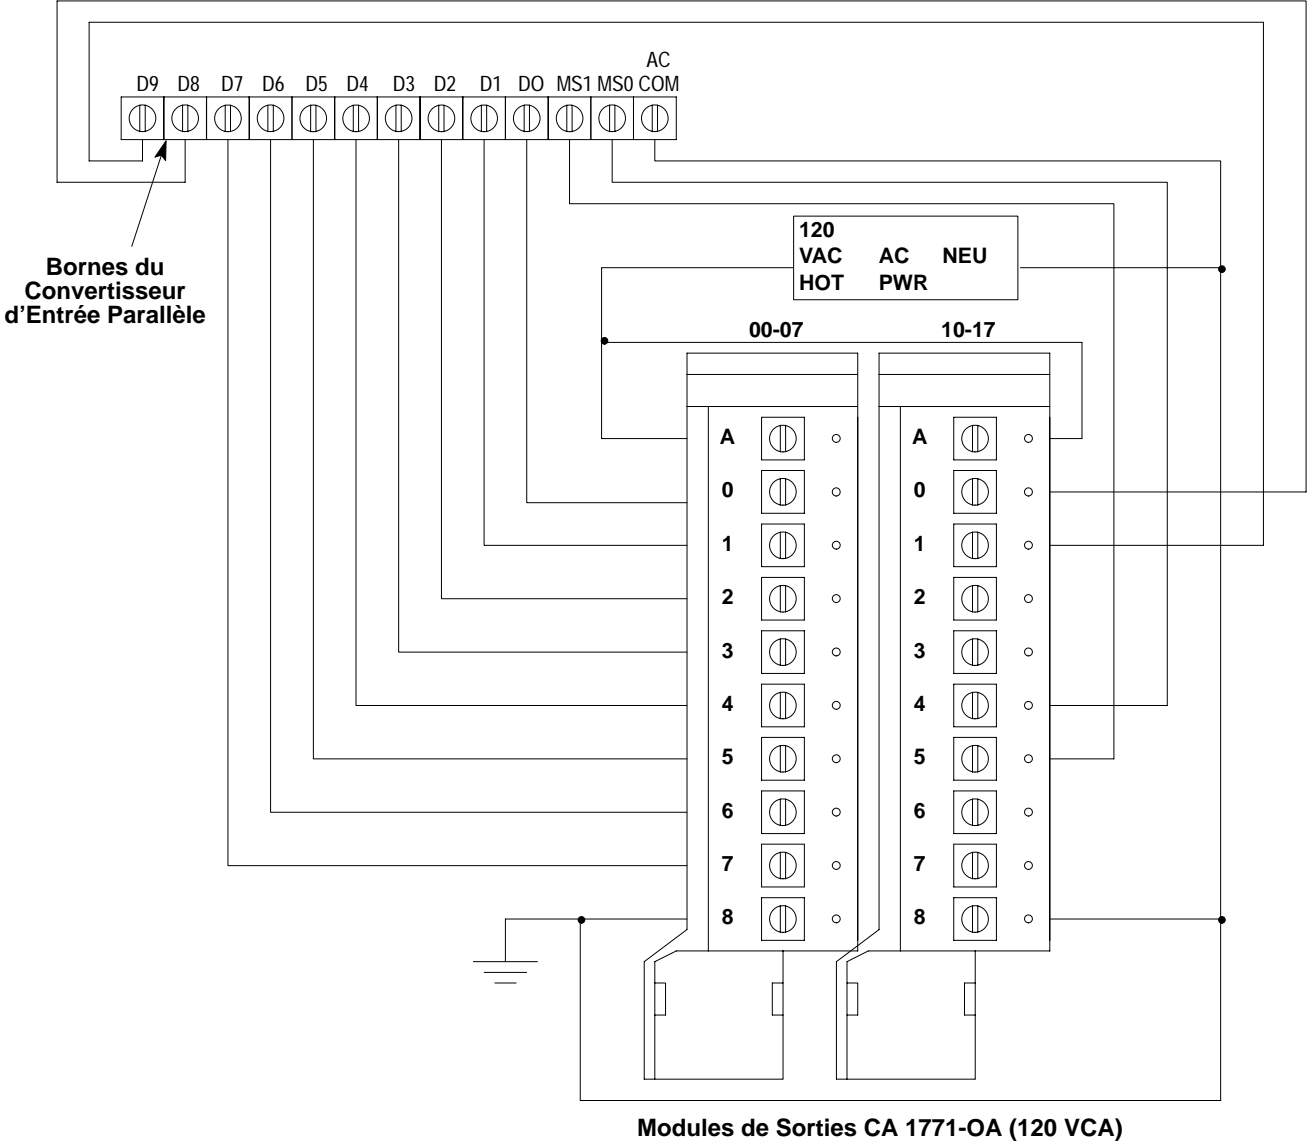 AC
D9 D8 D7 D6 D5 D4 D3 D2 D1 DO MS1 MS0 COM
120
VAC AC NEU
HOT PWR
Bornes du
Convertisseur
d'Entrée Parallèle
00-07 10-17
A A
0 0
1 1
2 2
3 3
4 4
5 5
6 6
7 7
8 8
Modules de Sorties CA 1771-OA (120 VCA)